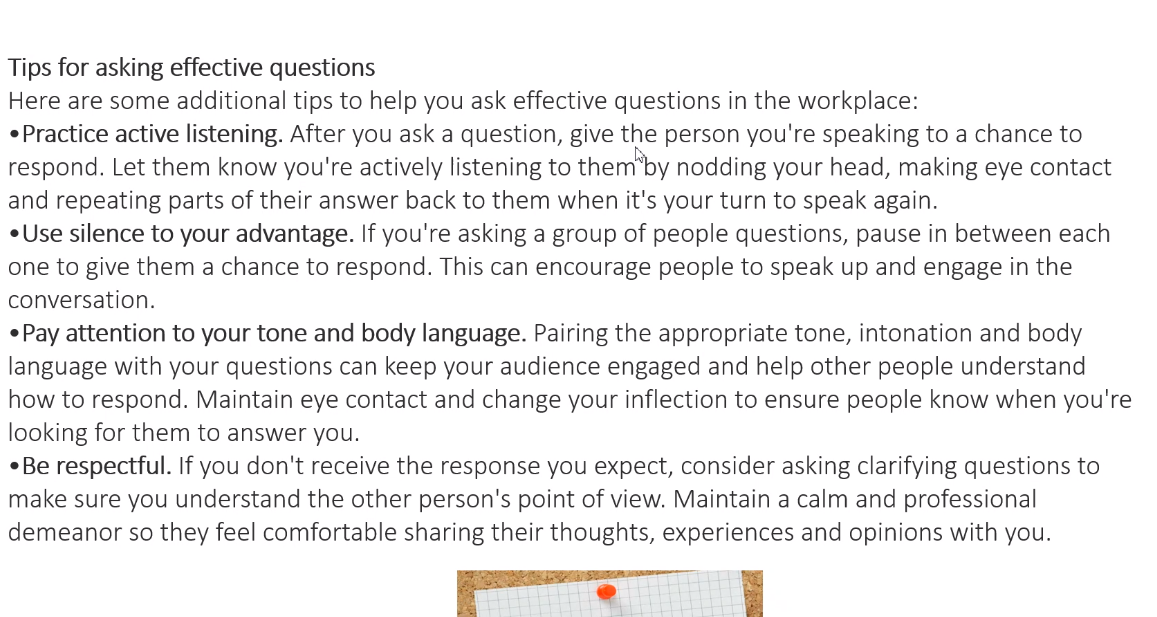 Tips for asking effective questions
Here are some additional tips to help you ask effective questions in the workplace:
•Practice active listening. After you ask a question, give the person you're speaking to a chance to
respond. Let them know you're actively listening to them by nodding your head, making eye contact
and repeating parts of their answer back to them when it's your turn to speak again.
•Use silence to your advantage. If you're asking a group of people questions, pause in between each
one to give them a chance to respond. This can encourage people to speak up and engage in the
conversation.
•Pay attention to your tone and body language. Pairing the appropriate tone, intonation and body
language with your questions can keep your audience engaged and help other people understand
how to respond. Maintain eye contact and change your inflection to ensure people know when you're
looking for them to answer you.
•Be respectful. If you don't receive the response you expect, consider asking clarifying questions to
make sure you understand the other person's point of view. Maintain a calm and professional
demeanor so they feel comfortable sharing their thoughts, experiences and opinions with you.